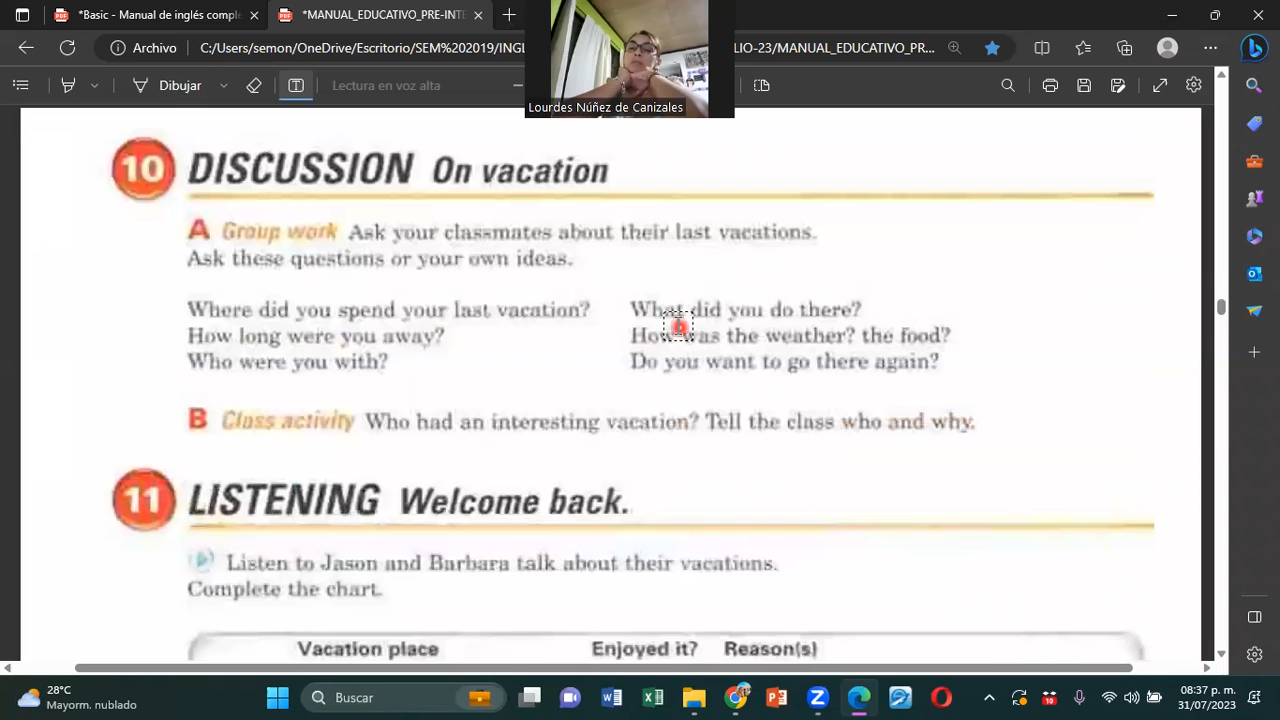 *Basic - Manual de inglés comple
*MANUAL_EDUCATIVO_PRE-INTE
Archivo
C:/Users/semon/OneDrive/Escritorio/SEM%202019/INGL
LIO-23/MANUAL_EDUCATIVO_PR...
Dibujar
Lectura en voz alta
Lourdes Núñez de Canizales
10 DISCUSSION On vacation
A Group work Ask your classmates about their last vacations.
Ask these questions or your own ideas.
Where did you spend your last vacation?
How long were you away?
Who were you with?
What did you do there?
How was the weather? the food?
Do you want to go there again?
B Class activity Who had an interesting vacation? Tell the class who and why.
11 LISTENING Welcome back.
Listen to Jason and Barbara talk about their vacations.
Complete the chart.
Vacation place Enjoyed it? Reason(s)
28°C
Mayorm. nublado
Buscar
10
08:37 p. m.
31/07/2023